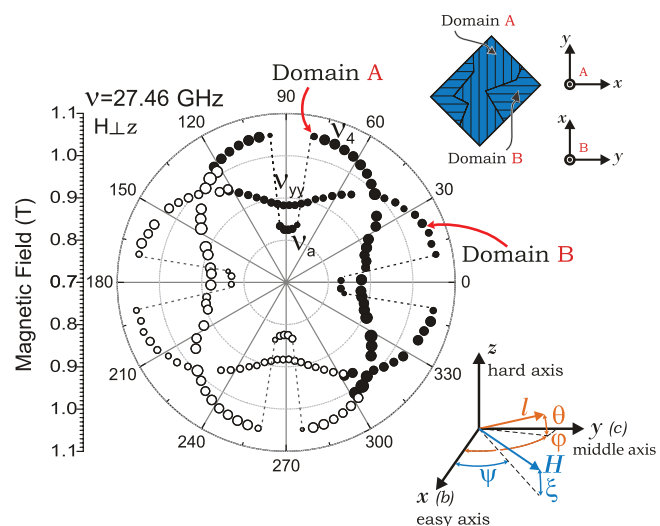 Domain A
y
A
x
Domain B
x
B
y
ν=27.46 GHz
H⊥z
Domain A
90
120
60
ν4
150
30
νyy
νa
Domain B
180
0
210
330
240
300
270
Magnetic Field (T)
1.1
1.0
0.9
0.8
0.7
0.8
0.9
1.0
1.1
z
hard axis
l
θ
y (c)
φ
middle axis
H
ψ
ξ
x (b)
easy axis